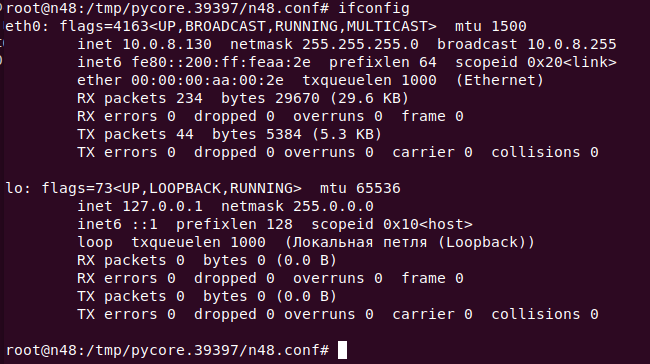 root@n48:/tmp/pycore.39397/n48.conf# ifconfig
eth0: flags=4163<UP,BROADCAST,RUNNING,MULTICAST>  mtu 1500
        inet 10.0.8.130  netmask 255.255.255.0  broadcast 10.0.8.255
        inet6 fe80::200:ff:feaa:2e  prefixlen 64  scopeid 0x20<link>
        ether 00:00:00:aa:00:2e  txqueuelen 1000  (Ethernet)
        RX packets 234  bytes 29670 (29.6 KB)
        RX errors 0  dropped 0  overruns 0  frame 0
        TX packets 44  bytes 5384 (5.3 KB)
        TX errors 0  dropped 0 overruns 0  carrier 0  collisions 0

lo: flags=73<UP,LOOPBACK,RUNNING>  mtu 65536
        inet 127.0.0.1  netmask 255.0.0.0
        inet6 ::1  prefixlen 128  scopeid 0x10<host>
        loop  txqueuelen 1000  (Локальная петля (Loopback))
        RX packets 0  bytes 0 (0.0 B)
        RX errors 0  dropped 0  overruns 0  frame 0
        TX packets 0  bytes 0 (0.0 B)
        TX errors 0  dropped 0 overruns 0  carrier 0  collisions 0

root@n48:/tmp/pycore.39397/n48.conf#